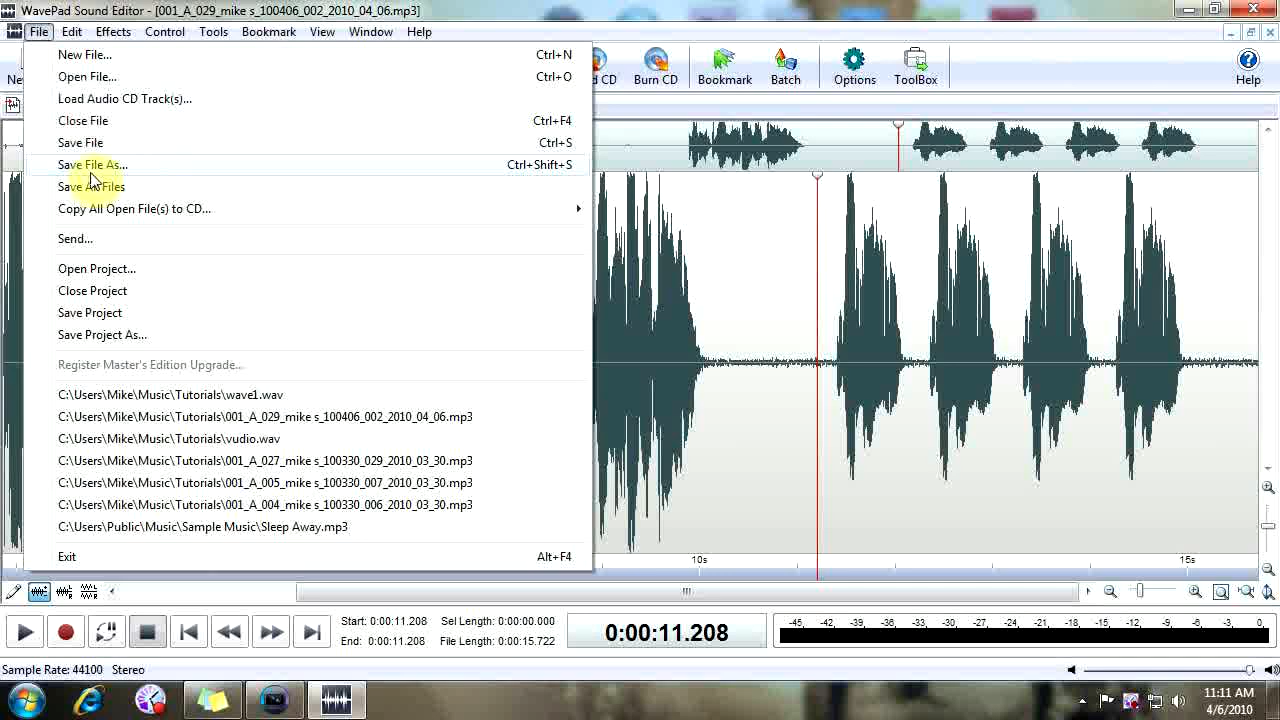 WavePad Sound Editor - [001_A_029_mike s_100406_002_2010_04_06.mp3]
File Edit Effects Control Tools Bookmark View Window Help
New File... Ctrl+N
Open File... Ctrl+O
Load Audio CD Track(s)...
Close File Ctrl+F4
Save File Ctrl+S
Save File As... Ctrl+Shift+S
Save All Files
Copy All Open File(s) to CD...
Send...
Open Project...
Close Project
Save Project
Save Project As...
Register Master's Edition Upgrade...
C:\Users\Mike\Music\Tutorials\wave1.wav
C:\Users\Mike\Music\Tutorials\001_A_029_mike s_100406_002_2010_04_06.mp3
C:\Users\Mike\Music\Tutorials\vudio.wav
C:\Users\Mike\Music\Tutorials\001_A_027_mike s_100330_029_2010_03_30.mp3
C:\Users\Mike\Music\Tutorials\001_A_005_mike s_100330_007_2010_03_30.mp3
C:\Users\Mike\Music\Tutorials\001_A_004_mike s_100330_006_2010_03_30.mp3
C:\Users\Public\Music\Sample Music\Sleep Away.mp3
Exit Alt+F4
Ne
d CD Burn CD Bookmark Batch Options ToolBox Help
10s 15s
Start: 0:00:11.208 Sel Length: 0:00:00.000
End: 0:00:11.208 File Length: 0:00:15.722
0:00:11.208
-45, -42, -39, -36, -33, -30, -27, -24, -21, -18, -15, -12, -9, -6, -3, 0,
Sample Rate: 44100 Stereo
11:11 AM
4/6/2010